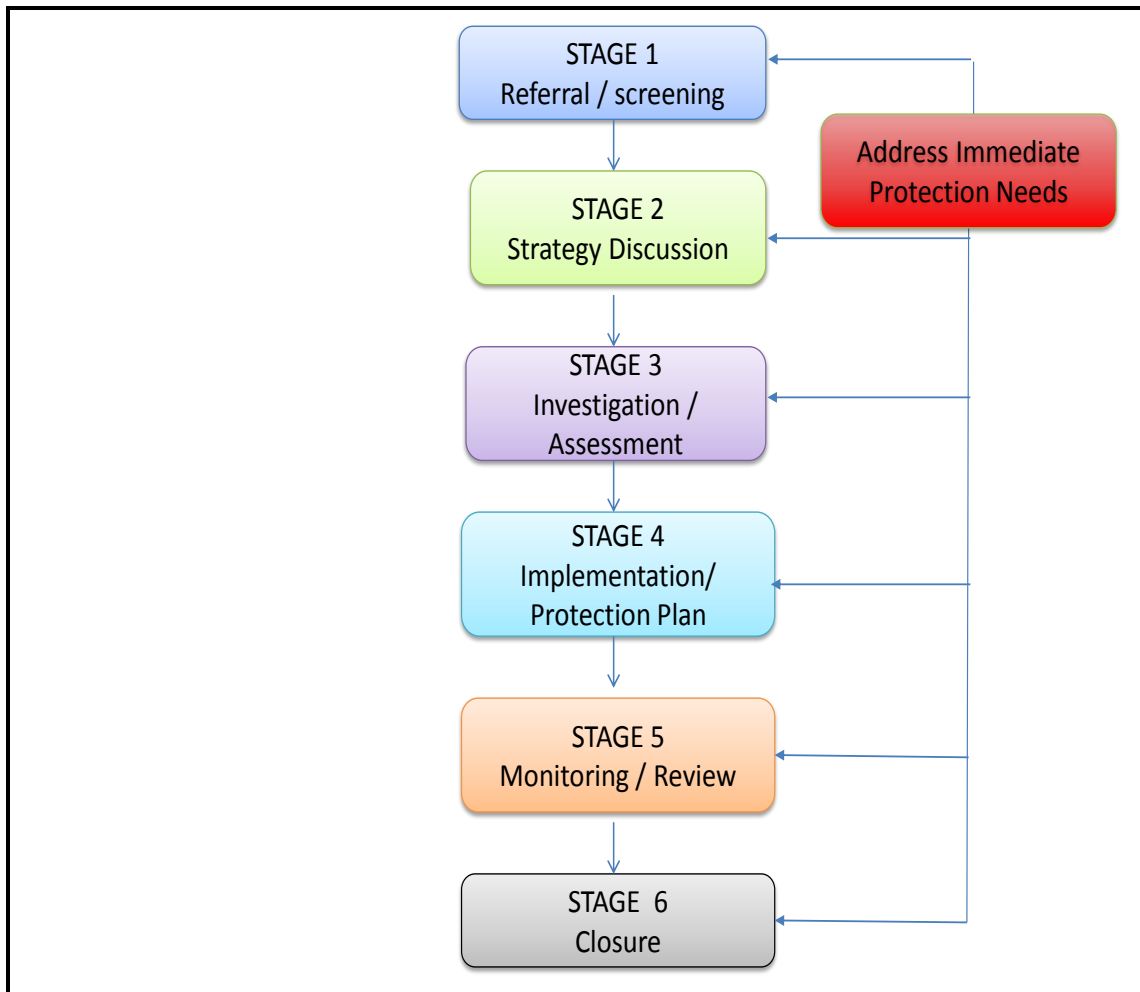 STAGE 1
Referral / screening
Address Immediate
Protection Needs
STAGE 2
Strategy Discussion
STAGE 3
Investigation /
Assessment
STAGE 4
Implementation/
Protection Plan
STAGE 5
Monitoring / Review
STAGE  6
Closure